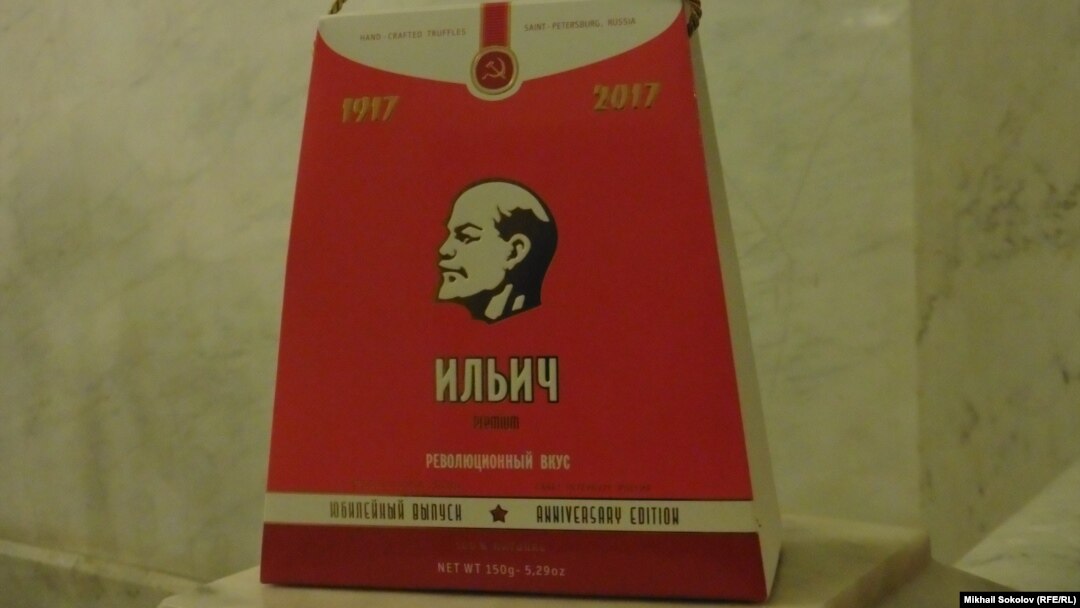 HAND-CRAFTED TRUFFLES
SAINT-PETERSBURG, RUSSIA
1917
2017
ИЛЬИЧ
PREMIUM
РЕВОЛЮЦИОННЫЙ ВКУС
ЮБИЛЕЙНЫЙ ВЫПУСК ★ ANNIVERSARY EDITION
NET WT 150g- 5,29oz
Mikhail Sokolov (RFE/RL)